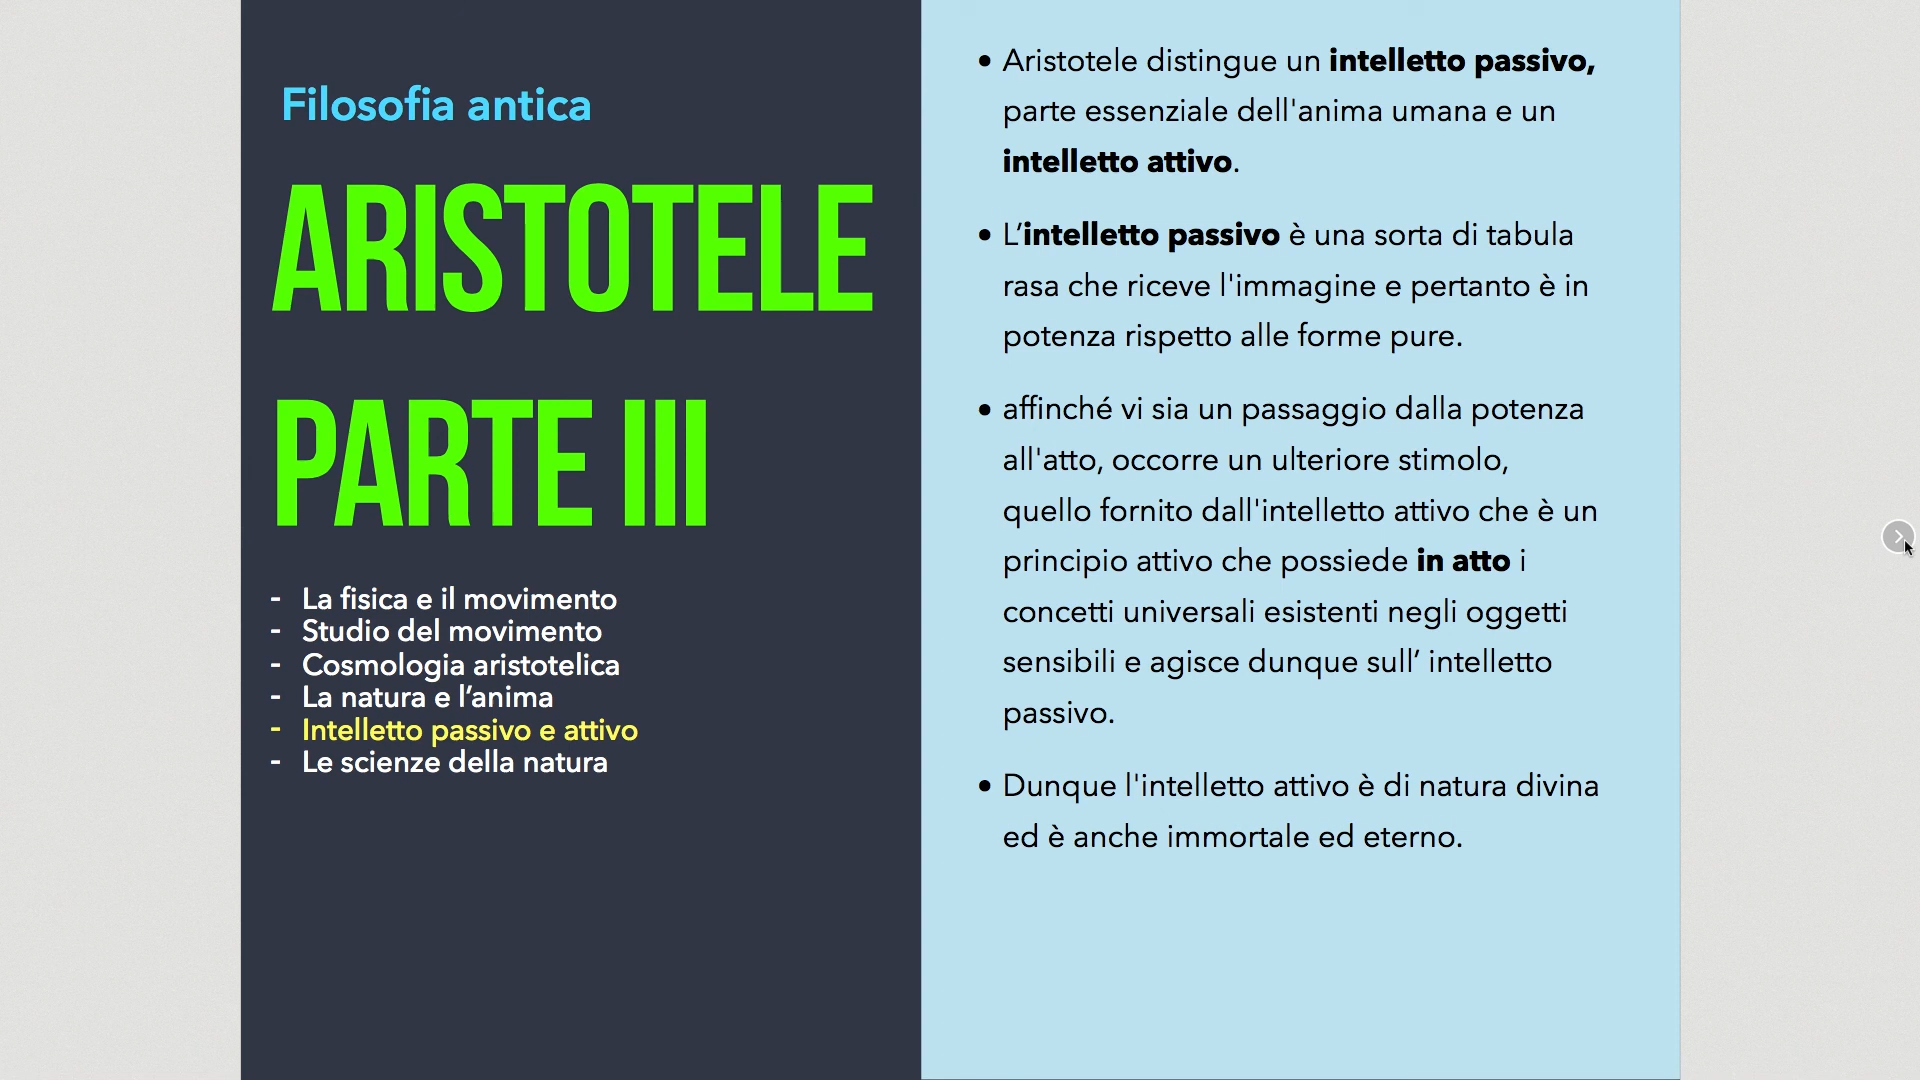 Filosofia antica
ARISTOTELE
PARTE III
- La fisica e il movimento
- Studio del movimento
- Cosmologia aristotelica
- La natura e l’anima
- Intelletto passivo e attivo
- Le scienze della natura
• Aristotele distingue un intelletto passivo,
parte essenziale dell'anima umana e un
intelletto attivo.
• L’intelletto passivo è una sorta di tabula
rasa che riceve l'immagine e pertanto è in
potenza rispetto alle forme pure.
• affinché vi sia un passaggio dalla potenza
all'atto, occorre un ulteriore stimolo,
quello fornito dall'intelletto attivo che è un
principio attivo che possiede in atto i
concetti universali esistenti negli oggetti
sensibili e agisce dunque sull’ intelletto
passivo.
• Dunque l'intelletto attivo è di natura divina
ed è anche immortale ed eterno.